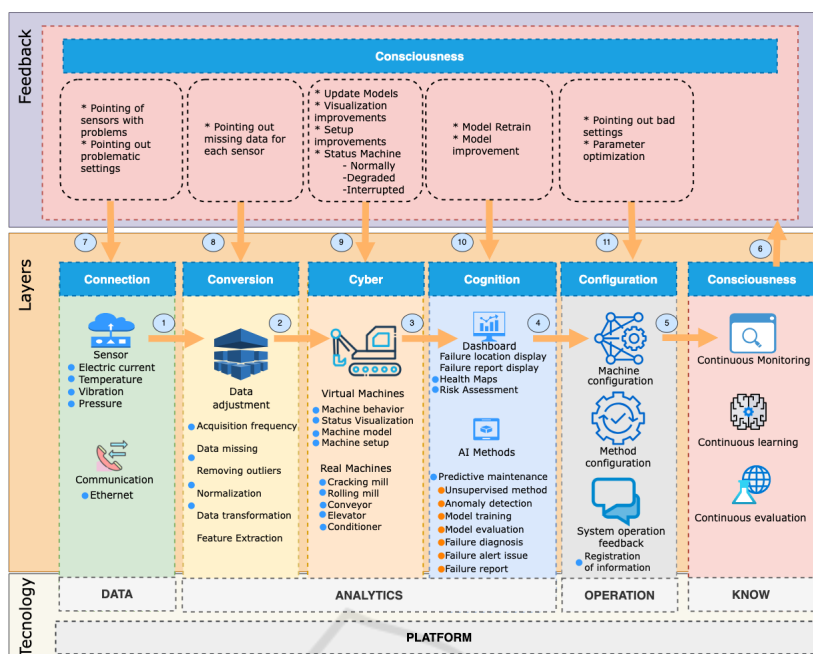 Feedback
Consciousness
* Pointing of
sensors with
problems
* Pointing out
problematic
settings
* Pointing out
missing data for
each sensor
* Update Models
* Visualization
improvements
* Setup
improvements
* Status Machine
- Normally
-Degraded
-Interrupted
* Model Retrain
* Model
improvement
* Pointing out bad
settings
* Parameter
optimization
7
8
9
10
11
6
Layers
Connection
Conversion
Cyber
Cognition
Configuration
Consciousness
1
2
3
4
5
Sensor
Electric current
Temperature
Vibration
Pressure
Communication
Ethernet
Data
adjustment
Acquisition frequency
Data missing
Removing outliers
Normalization
Data transformation
Feature Extraction
Virtual Machines
Machine behavior
Status Visualization
Machine model
Machine setup
Real Machines
Cracking mill
Rolling mill
Conveyor
Elevator
Conditioner
Dashboard
Failure location display
Failure report display
Health Maps
Risk Assessment
AI Methods
Predictive maintenance
Unsupervised method
Anomaly detection
Model training
Model evaluation
Failure diagnosis
Failure alert issue
Failure report
Machine
configuration
Method
configuration
System operation
feedback
Registration
of information
Continuous Monitoring
Continuous learning
Continuous evaluation
Tecnology
DATA
ANALYTICS
OPERATION
KNOW
PLATFORM